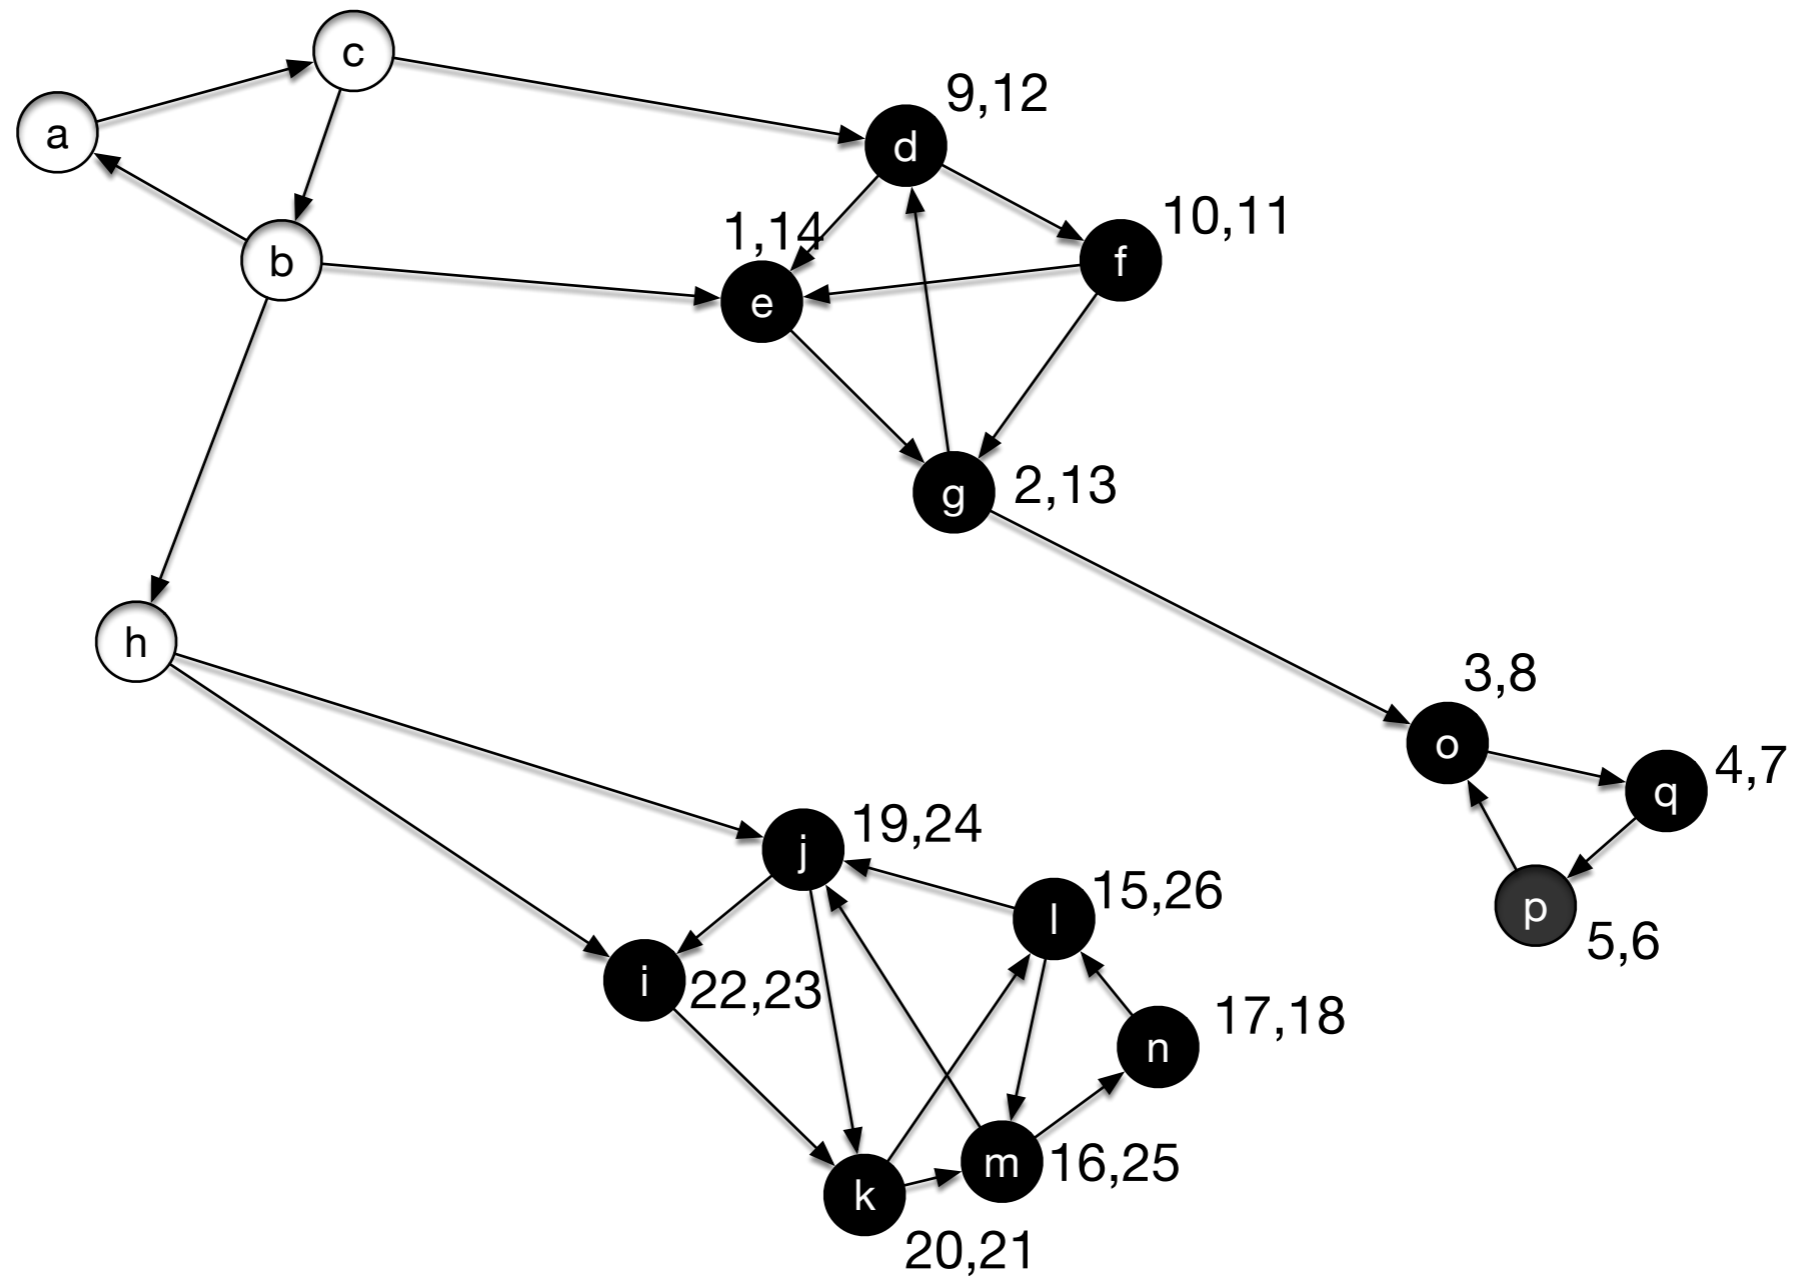 c
a
d 9,12
10,11
1,14
f
b
e
g 2,13
h
3,8
o
4,7
q
j 19,24
l 15,26
p
5,6
i 22,23
17,18
n
m 16,25
k
20,21